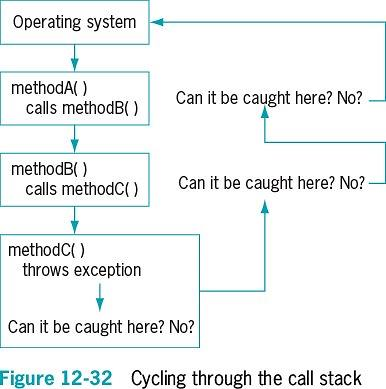 Operating system
methodA( )
calls methodB( )
Can it be caught here? No?
methodB( )
calls methodC( )
Can it be caught here? No?
methodC( )
throws exception
Can it be caught here? No?
Figure 12-32 Cycling through the call stack